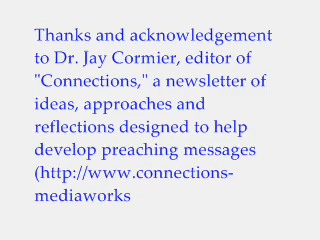 Thanks and acknowledgement
to Dr. Jay Cormier, editor of
"Connections," a newsletter of
ideas, approaches and
reflections designed to help
develop preaching messages
(http://www.connections-
mediaworks